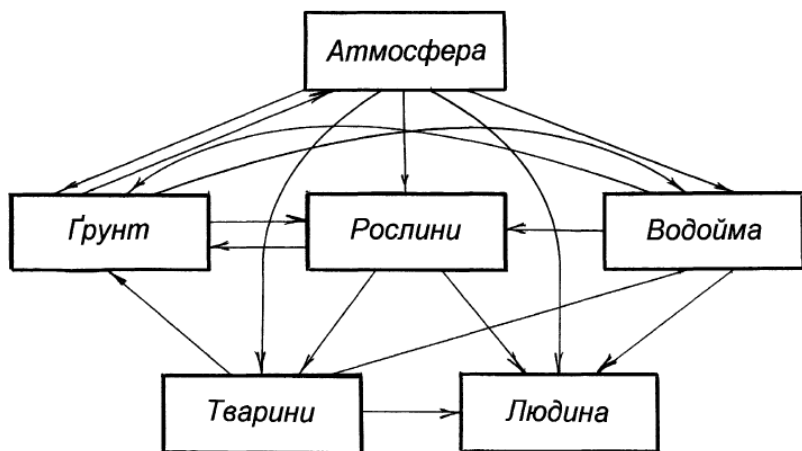 Атмосфера
Ґрунт
Рослини
Водойма
Тварини
Людина